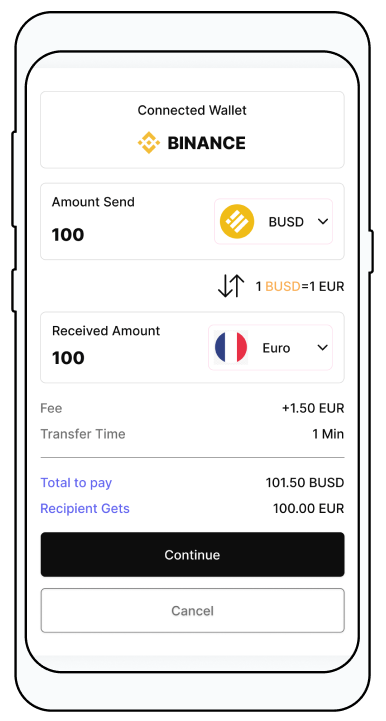 Connected Wallet
BINANCE
Amount Send
100
BUSD
1 BUSD=1 EUR
Received Amount
100
Euro
Fee
+1.50 EUR
Transfer Time
1 Min
Total to pay
101.50 BUSD
Recipient Gets
100.00 EUR
Continue
Cancel